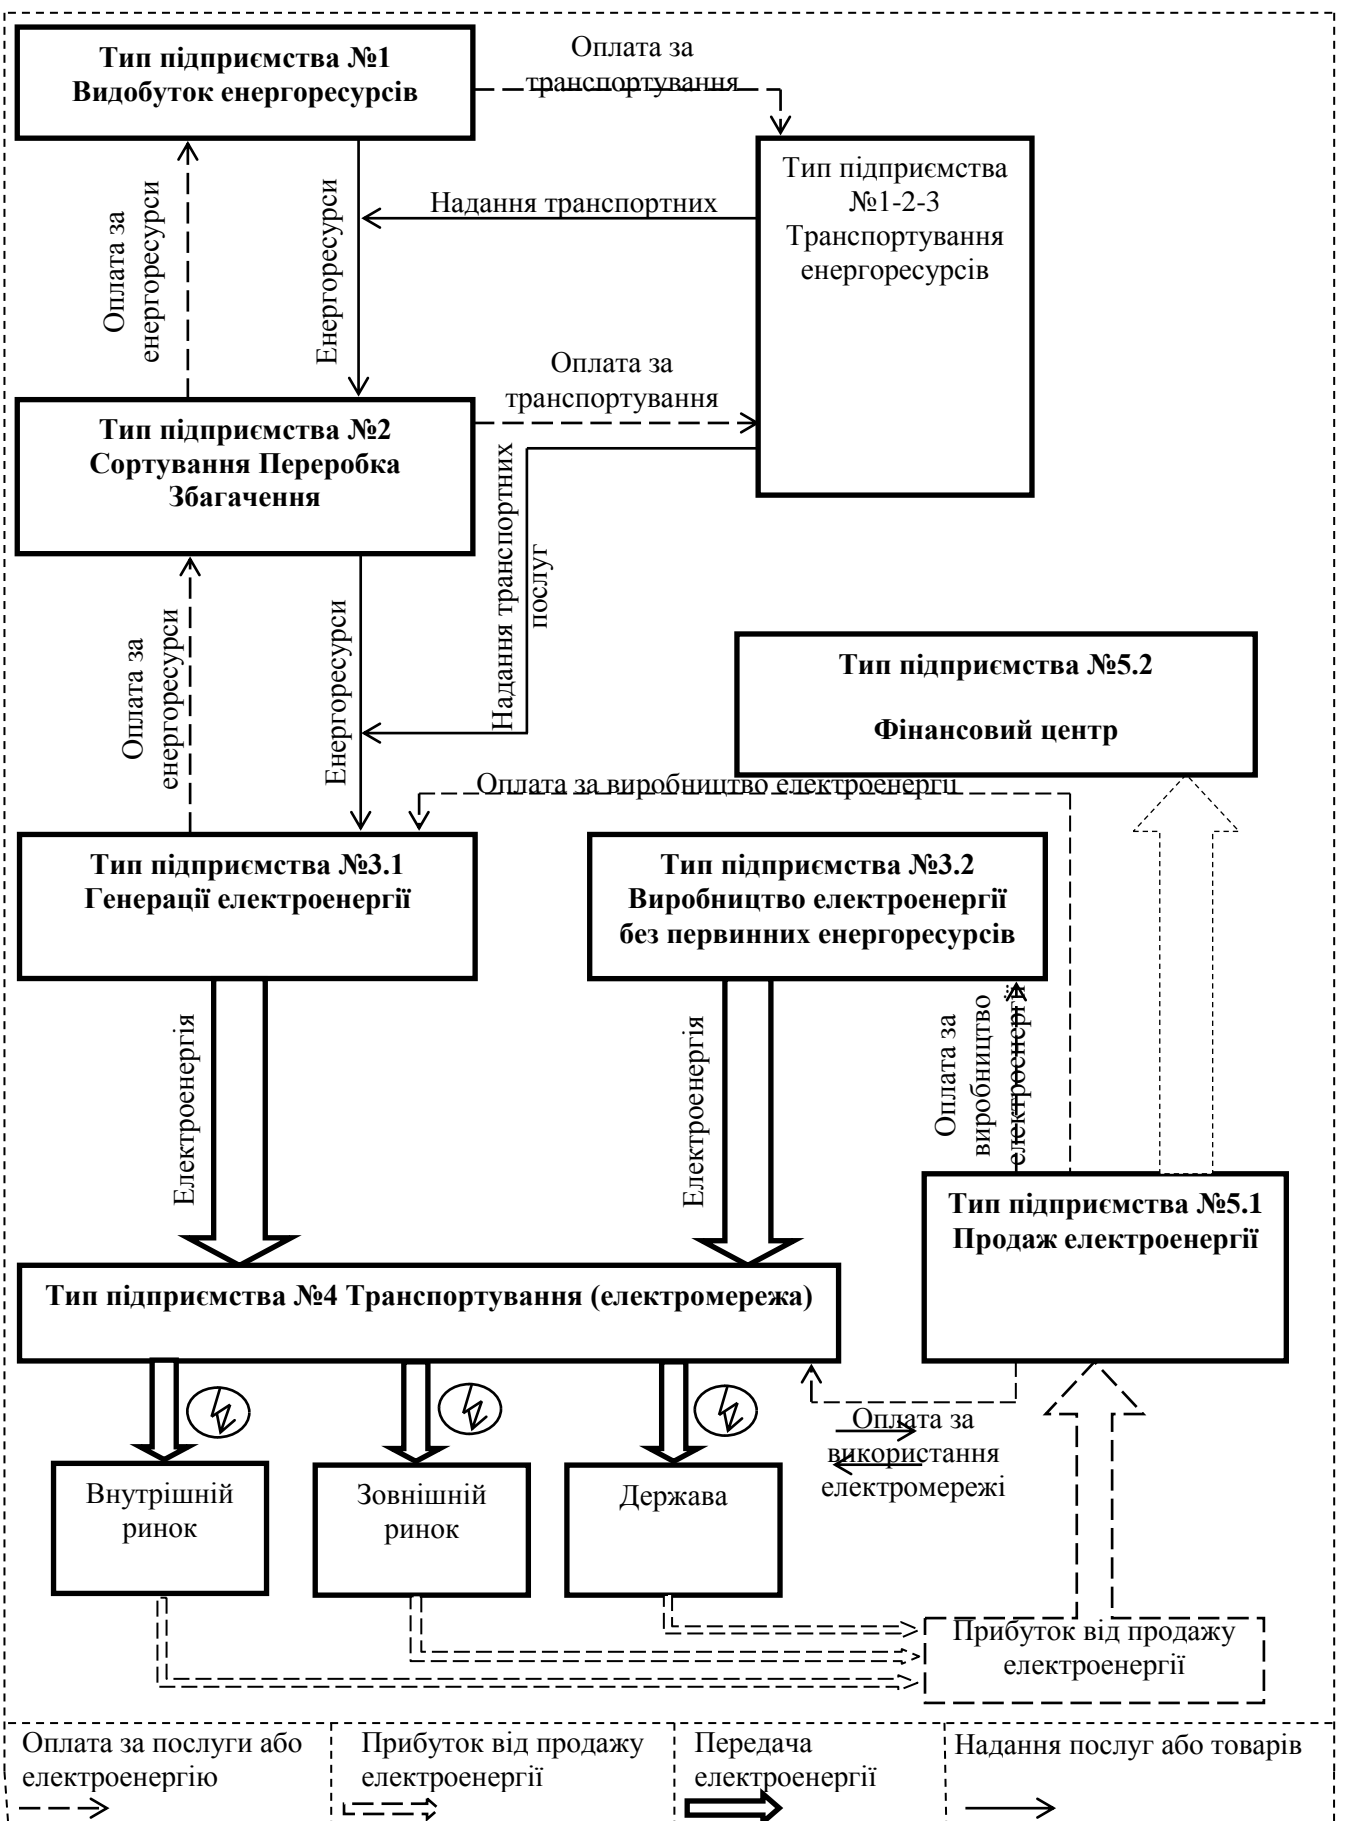 Тип підприємства №1
Видобуток енергоресурсів
Оплата за
транспортування
Тип підприємства
№1-2-3
Транспортування
енергоресурсів
Надання транспортних
Оплата за
енергоресурси
Енергоресурси
Оплата за
транспортування
Тип підприємства №2
Сортування Переробка
Збагачення
Надання транспортних
послуг
Оплата за
енергоресурси
Енергоресурси
Тип підприємства №5.2
Фінансовий центр
Оплата за виробництво електроенергії
Тип підприємства №3.1
Генерації електроенергії
Тип підприємства №3.2
Виробництво електроенергії
без первинних енергоресурсів
Електроенергія
Електроенергія
Оплата за
виробництво
електроенергії
Тип підприємства №5.1
Продаж електроенергії
Тип підприємства №4 Транспортування (електромережа)
Оплата за
використання
електромережі
Внутрішній
ринок
Зовнішній
ринок
Держава
Прибуток від продажу
електроенергії
Оплата за послуги або
електроенергію
Прибуток від продажу
електроенергії
Передача
електроенергії
Надання послуг або товарів